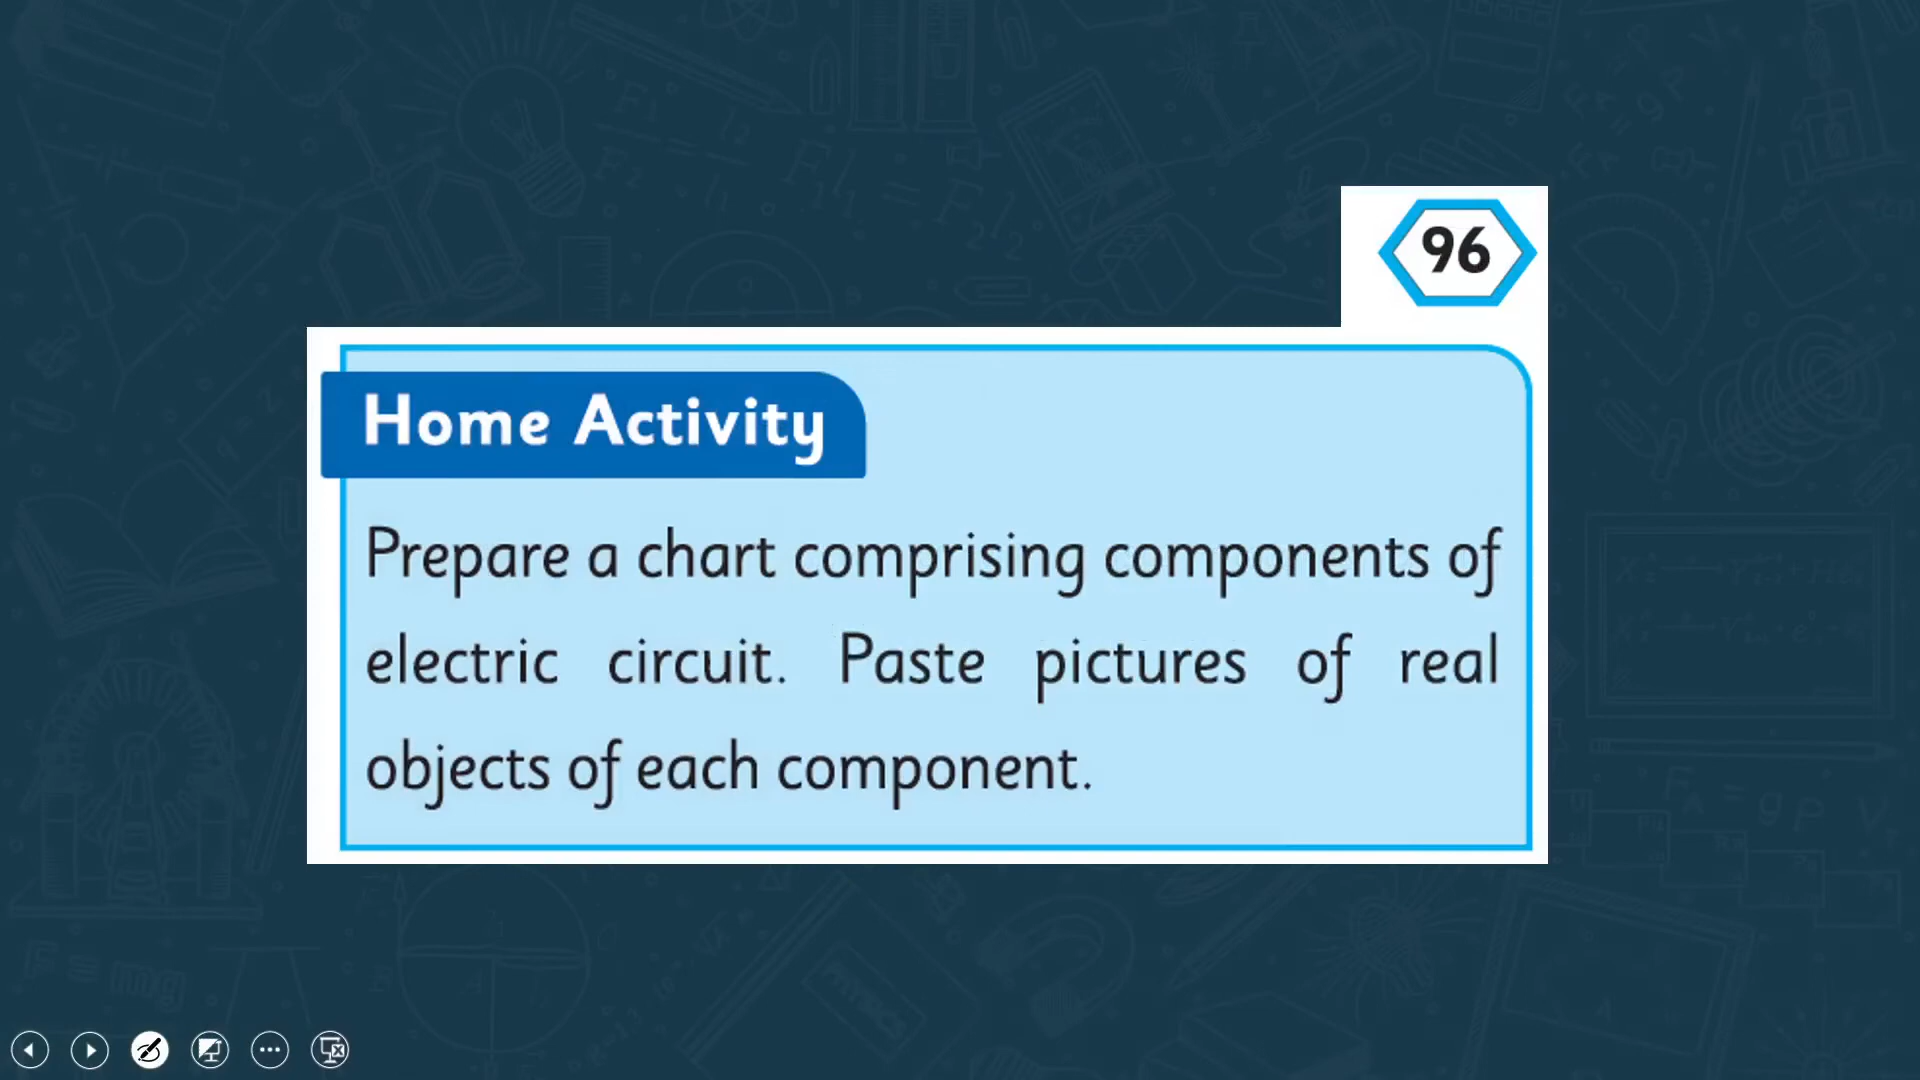 96
Home Activity
Prepare a chart comprising components of
electric circuit. Paste pictures of real
objects of each component.